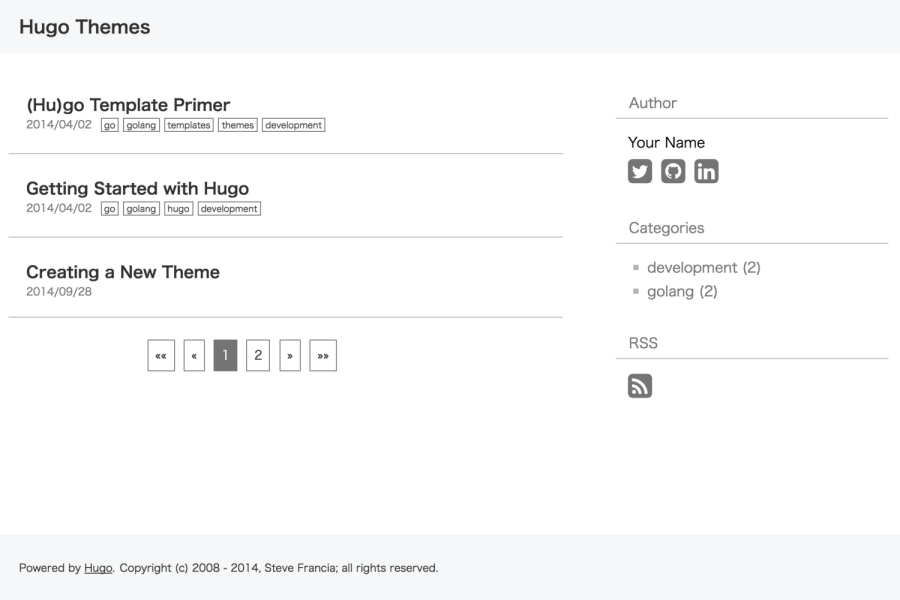 Hugo Themes
(Hu)go Template Primer
2014/04/02 go golang templates themes development
Getting Started with Hugo
2014/04/02 go golang hugo development
Creating a New Theme
2014/09/28
«« « 1 2 » »»
Author
Your Name
Categories
development (2)
golang (2)
RSS
Powered by Hugo. Copyright (c) 2008 - 2014, Steve Francia; all rights reserved.